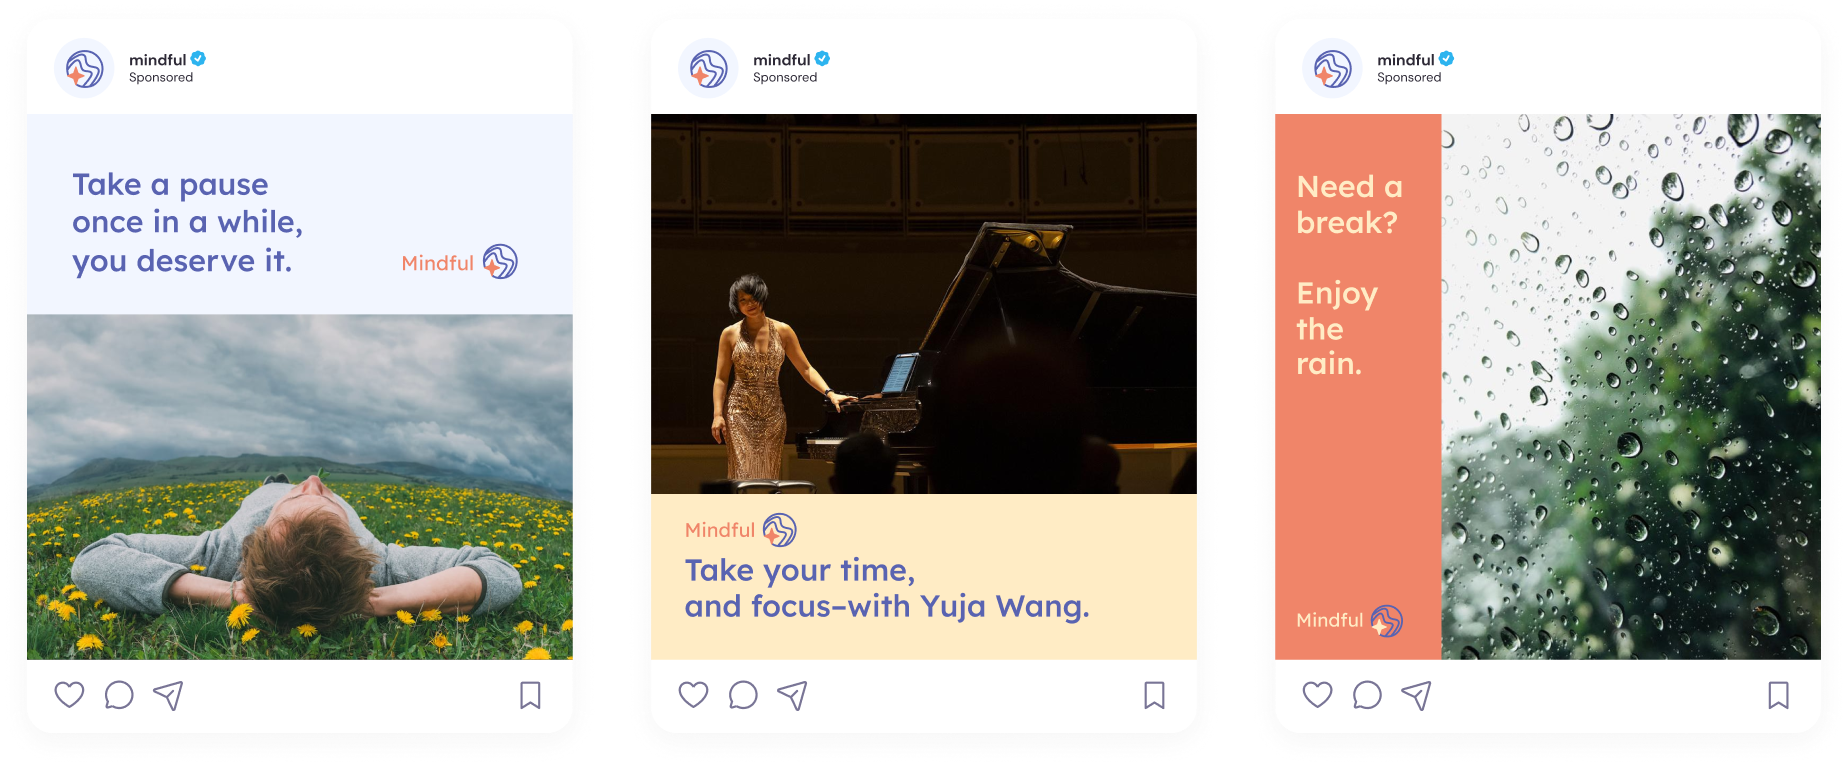 mindful
Sponsored
Take a pause
once in a while,
you deserve it.
Mindful
mindful
Sponsored
Mindful
Take your time,
and focus–with Yuja Wang.
mindful
Sponsored
Need a
break?
Enjoy
the
rain.
Mindful